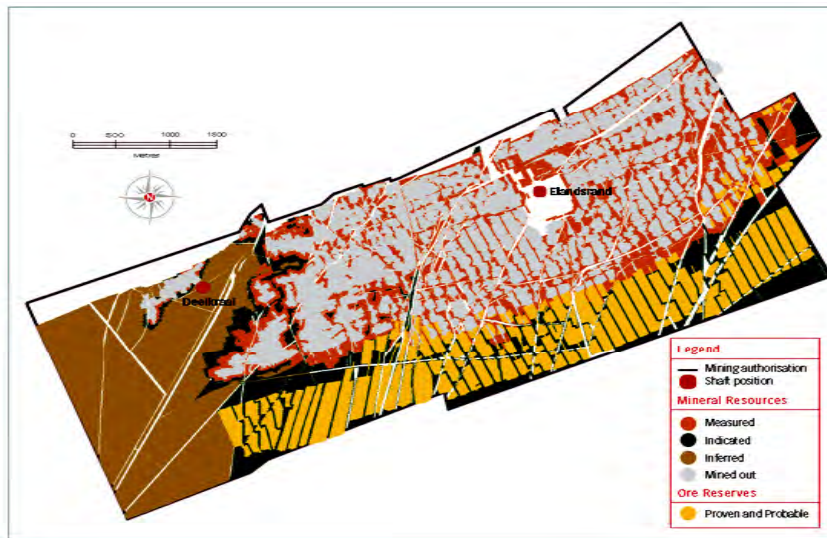 0 500 1000 1500
Metres
N
Elandsrand
Deelkraal
Legend
Mining authorisation
Shaft position
Mineral Resources
Measured
Indicated
Inferred
Mined out
Ore Reserves
Proven and Probable